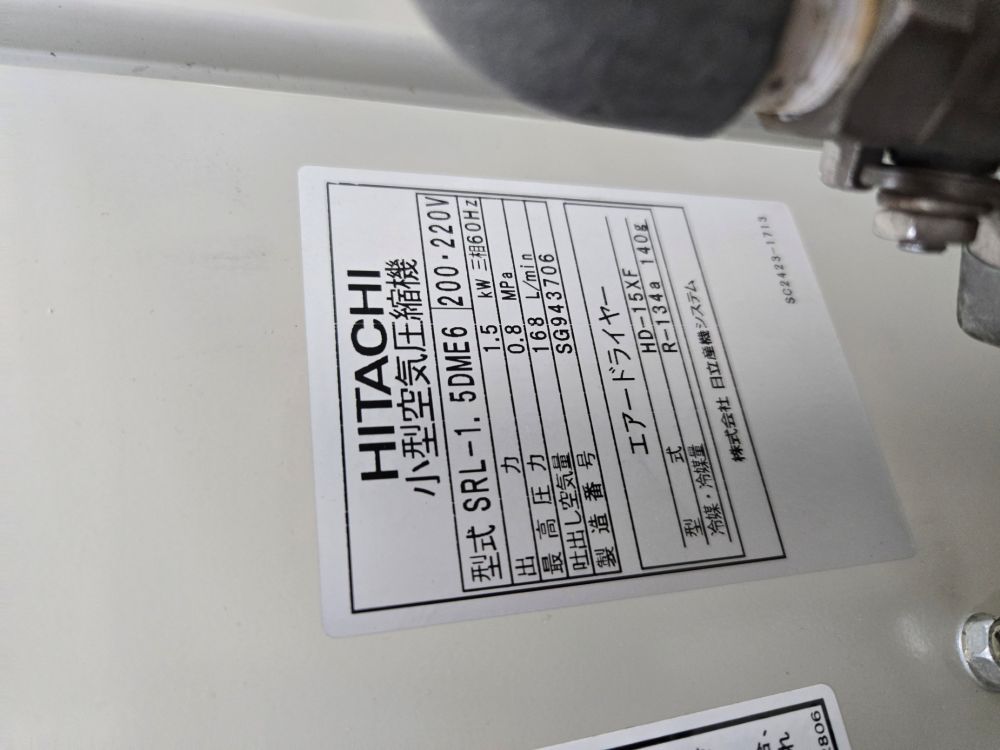 HITACHI
小型空気圧縮機
型式 SRL-1.5DME6 200・220V
出力 1.5 kW 三相60Hz
最高圧力 0.8 MPa
吐出し空気量 168 L/min
製造番号 SG943706
エアードライヤー
型式 HD-15XF
冷媒・冷媒量 R-134a 140g
株式会社 日立産機システム
SC2423-1713
れ
806